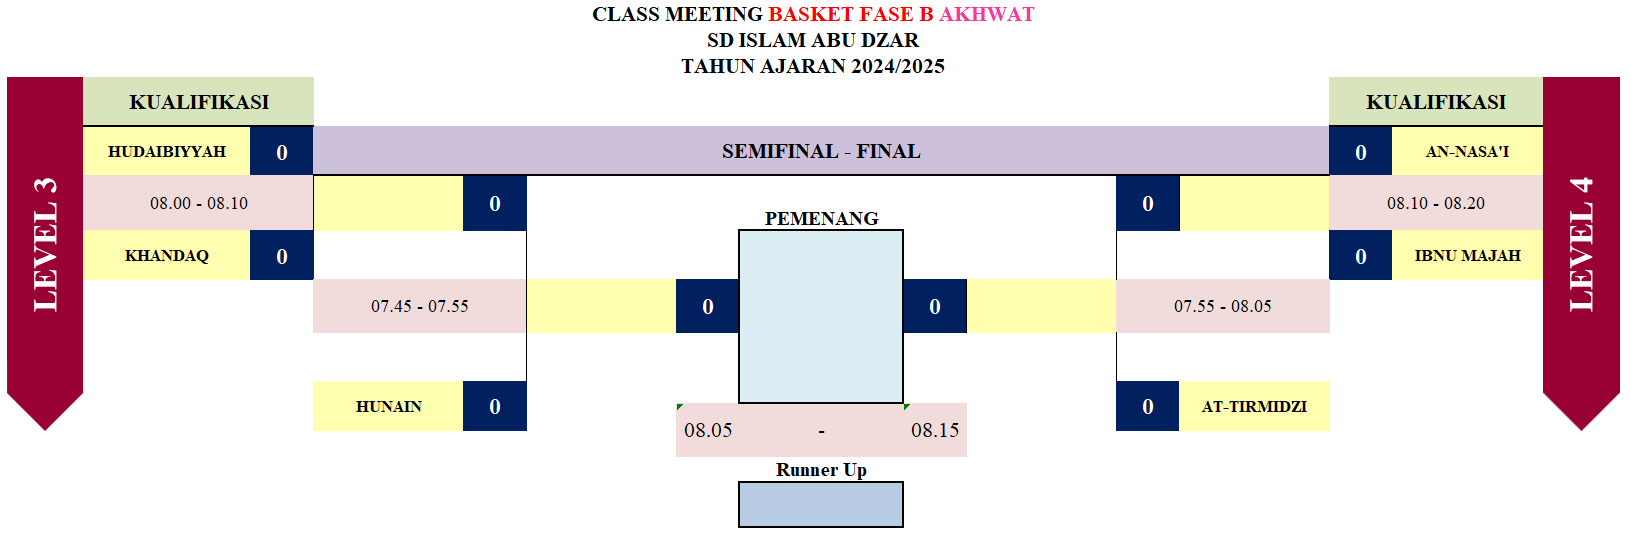 CLASS MEETING BASKET FASE B AKHWAT
SD ISLAM ABU DZAR
TAHUN AJARAN 2024/2025
KUALIFIKASI
KUALIFIKASI
HUDAIBIYYAH 0
SEMIFINAL - FINAL
0 AN-NASA'I
LEVEL 3
08.00 - 08.10
0
0
08.10 - 08.20
LEVEL 4
PEMENANG
KHANDAQ 0
0 IBNU MAJAH
07.45 - 07.55
0
0
07.55 - 08.05
HUNAIN 0
0 AT-TIRMIDZI
08.05 - 08.15
Runner Up